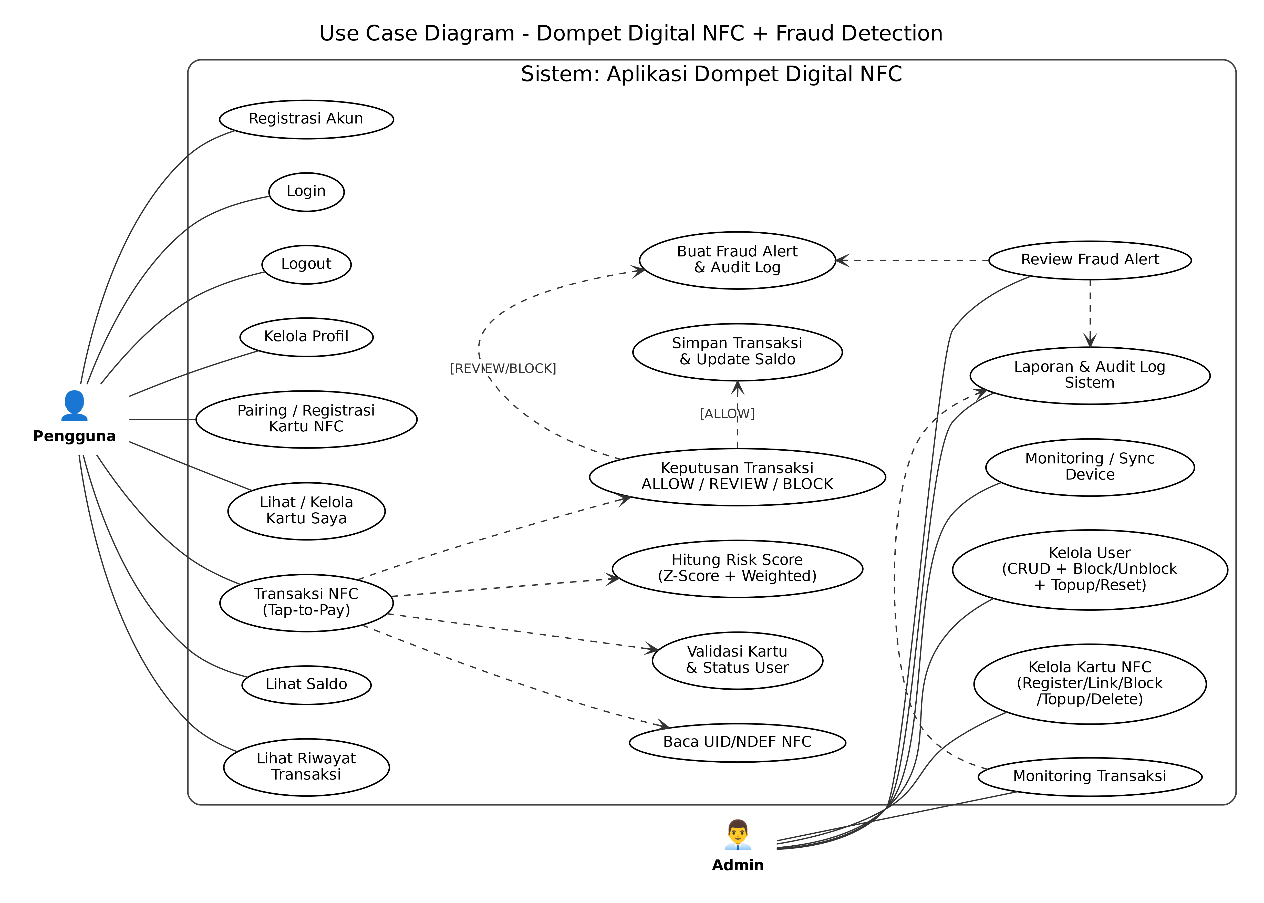 Use Case Diagram - Dompet Digital NFC + Fraud Detection
Sistem: Aplikasi Dompet Digital NFC
Registrasi Akun
Login
Logout
Kelola Profil
Pairing / Registrasi
Kartu NFC
Lihat / Kelola
Kartu Saya
Transaksi NFC
(Tap-to-Pay)
Lihat Saldo
Lihat Riwayat
Transaksi
Pengguna
Buat Fraud Alert
& Audit Log
Simpan Transaksi
& Update Saldo
[REVIEW/BLOCK]
[ALLOW]
Keputusan Transaksi
ALLOW / REVIEW / BLOCK
Hitung Risk Score
(Z-Score + Weighted)
Validasi Kartu
& Status User
Baca UID/NDEF NFC
Review Fraud Alert
Laporan & Audit Log
Sistem
Monitoring / Sync
Device
Kelola User
(CRUD + Block/Unblock
+ Topup/Reset)
Kelola Kartu NFC
(Register/Link/Block
/Topup/Delete)
Monitoring Transaksi
Admin